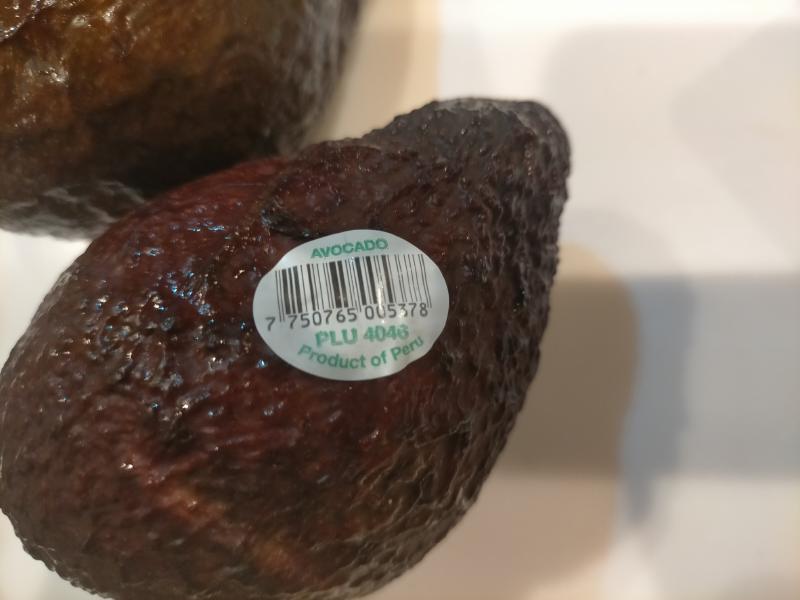 AVOCADO
7 750765 005378
PLU 4046
Product of Peru